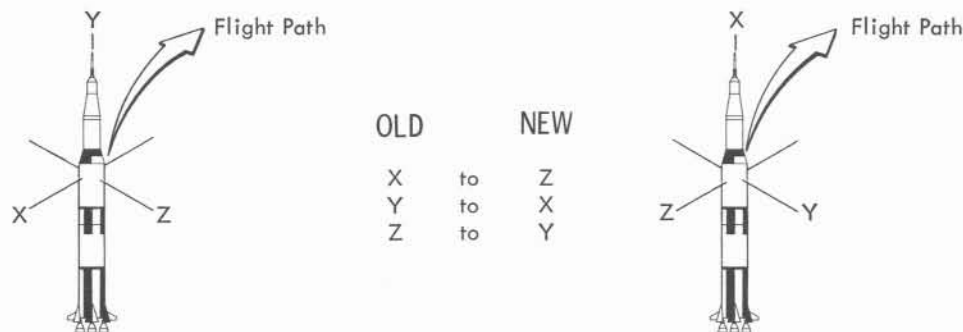 Y
Flight Path
X
Z
OLD NEW
X to Z
Y to X
Z to Y
X
Flight Path
Z
Y